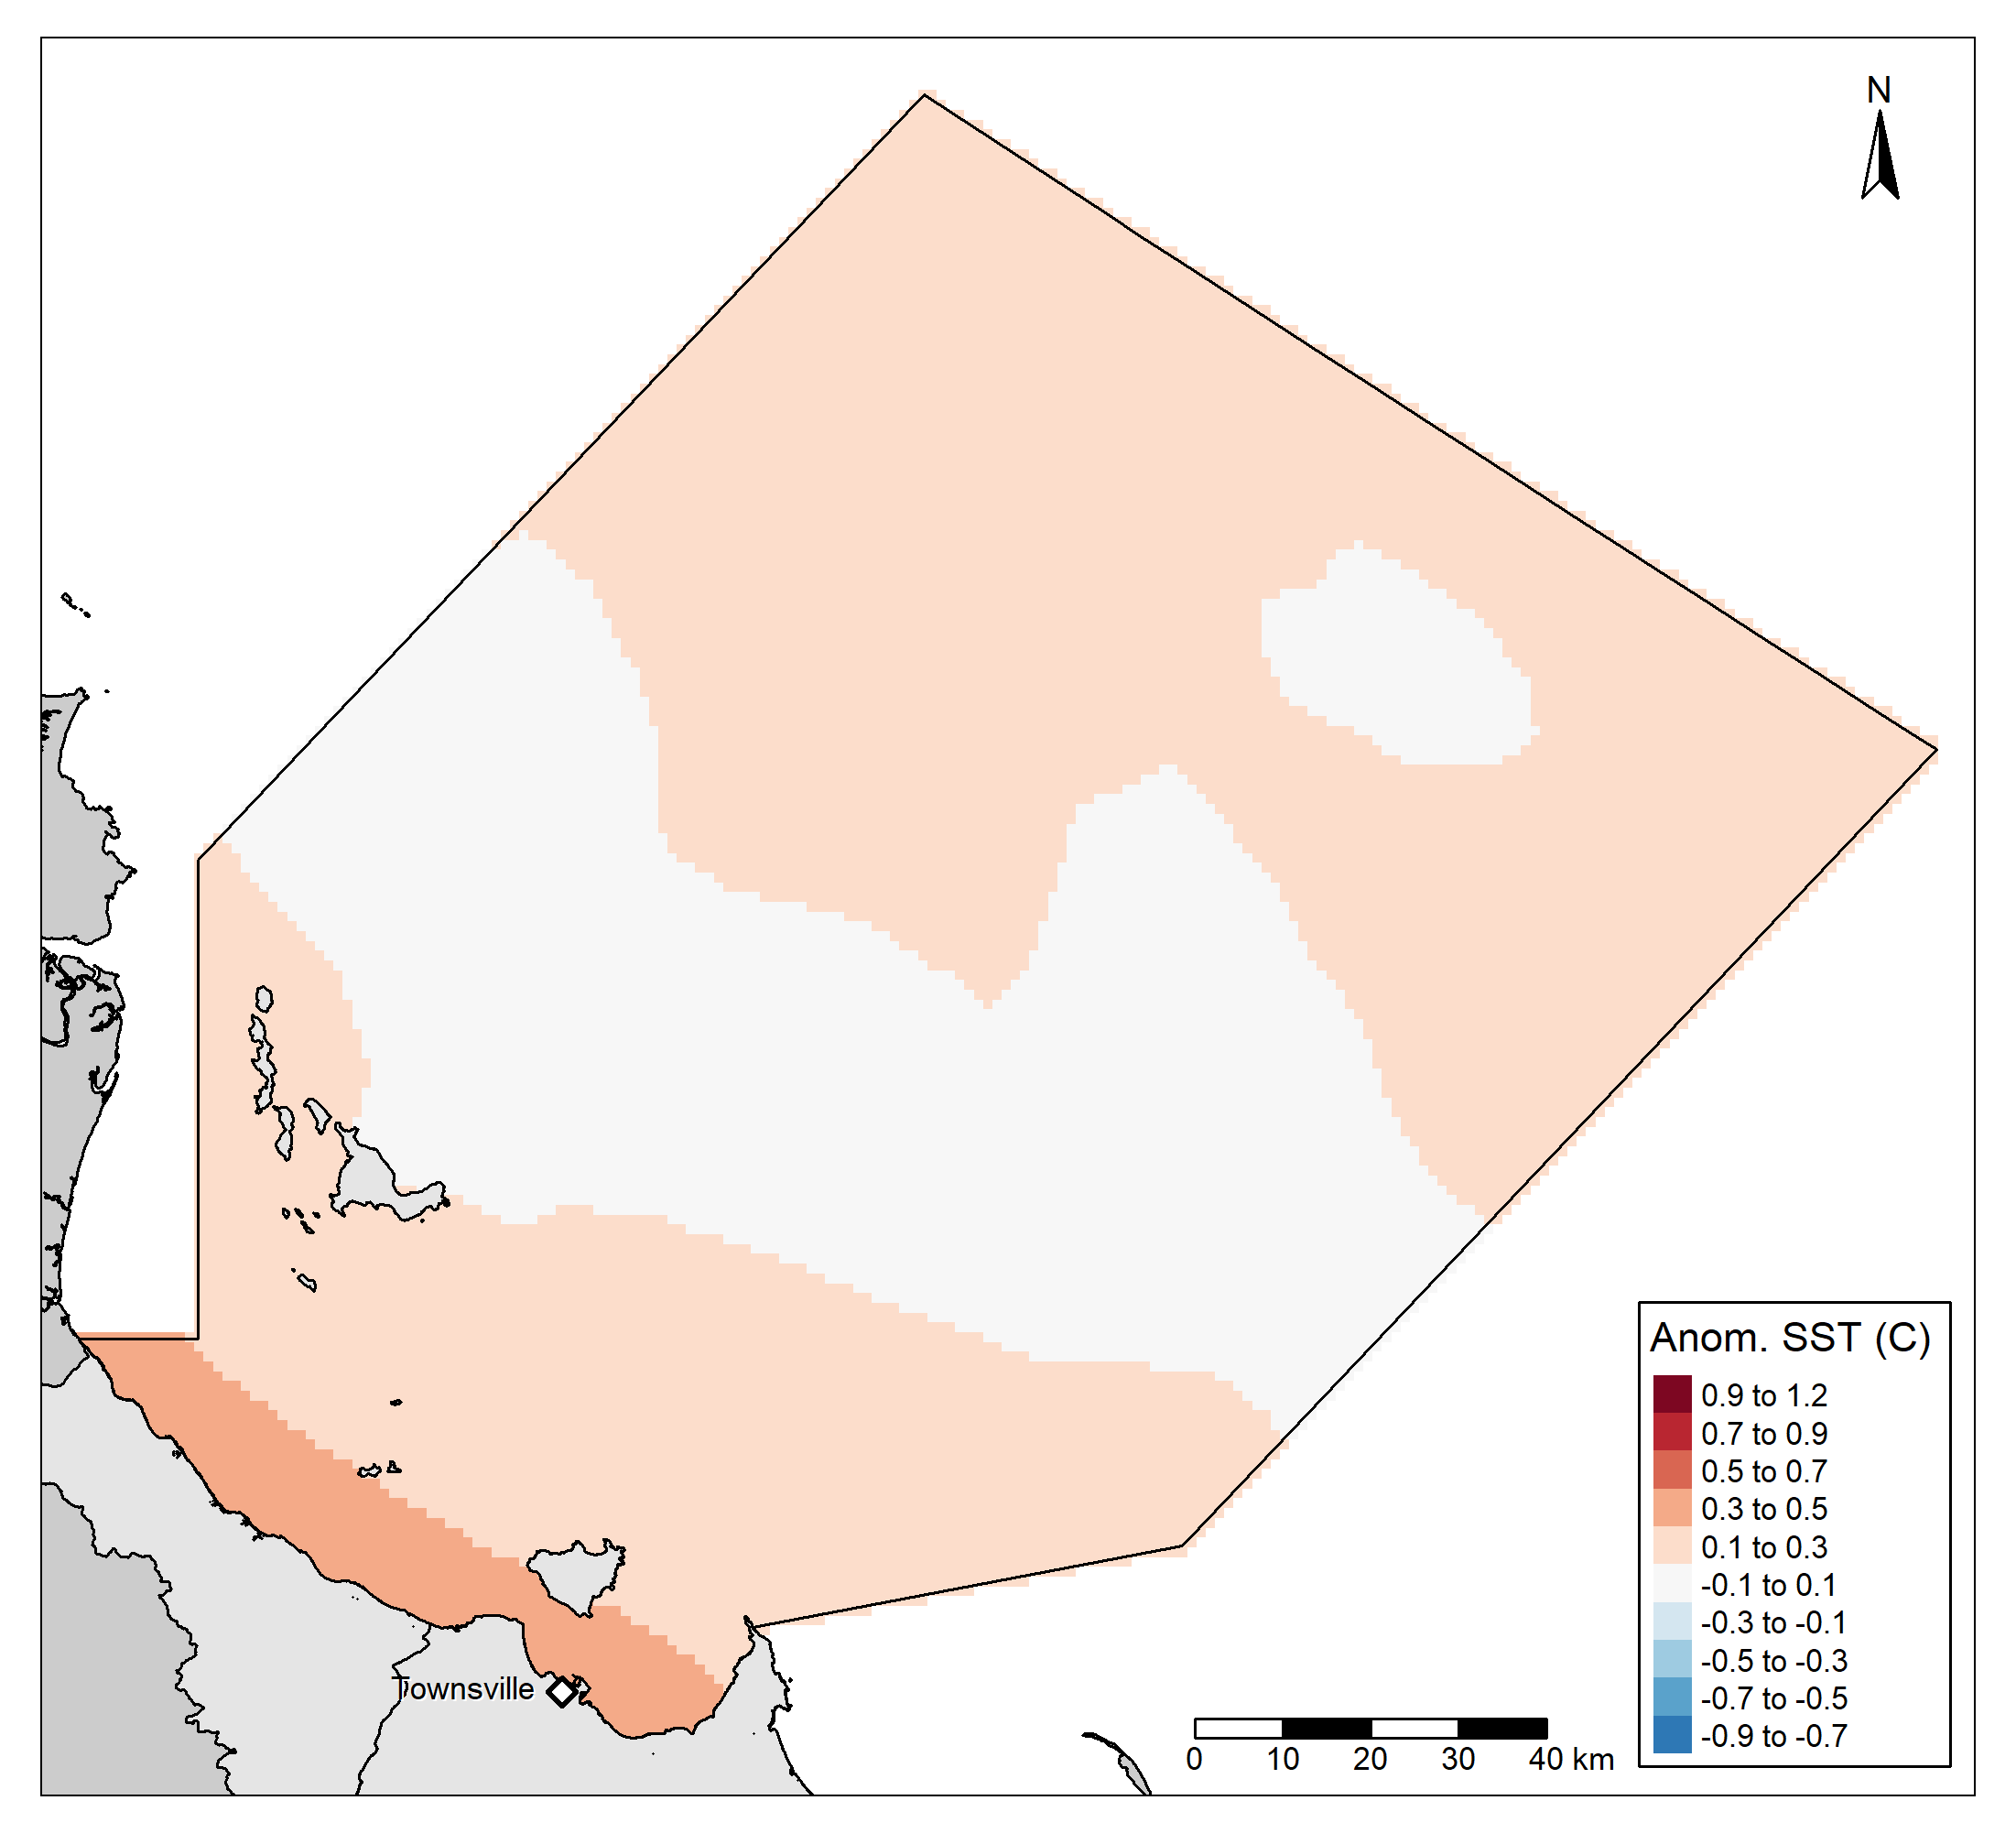 N
Townsville
Anom. SST (C)
0.9 to 1.2
0.7 to 0.9
0.5 to 0.7
0.3 to 0.5
0.1 to 0.3
-0.1 to 0.1
-0.3 to -0.1
-0.5 to -0.3
-0.7 to -0.5
-0.9 to -0.7
0 10 20 30 40 km